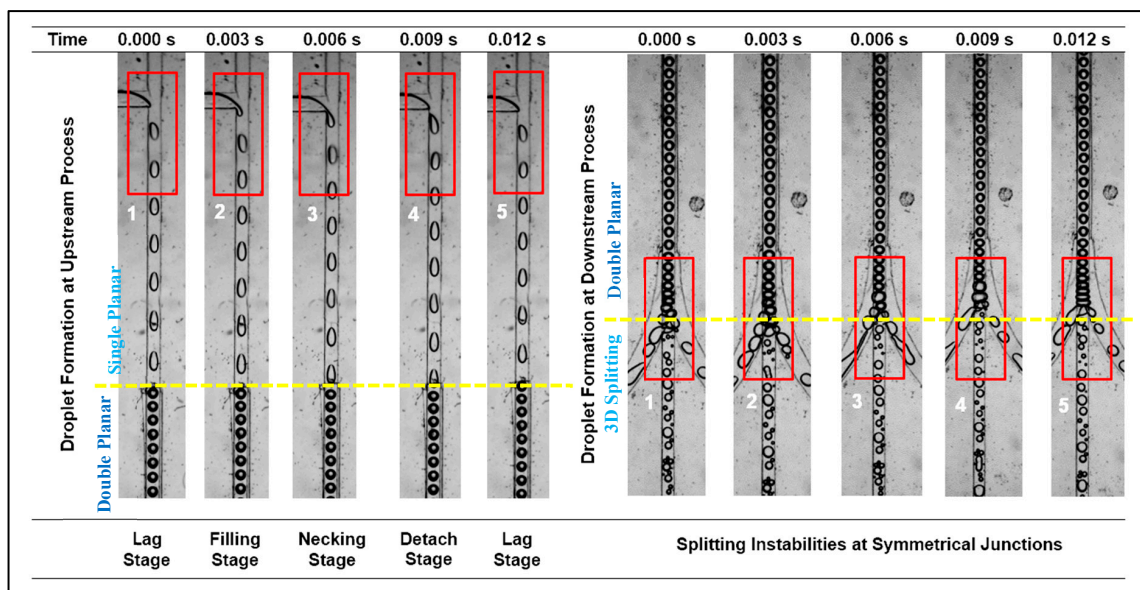 Time 0.000 s 0.003 s 0.006 s 0.009 s 0.012 s 0.000 s 0.003 s 0.006 s 0.009 s 0.012 s
Droplet Formation at Upstream Process
Single Planar
Double Planar
1 2 3 4 5
Droplet Formation at Downstream Process
Double Planar
3D Splitting
1 2 3 4 5
Lag Filling Necking Detach Lag
Stage Stage Stage Stage Stage
Splitting Instabilities at Symmetrical Junctions